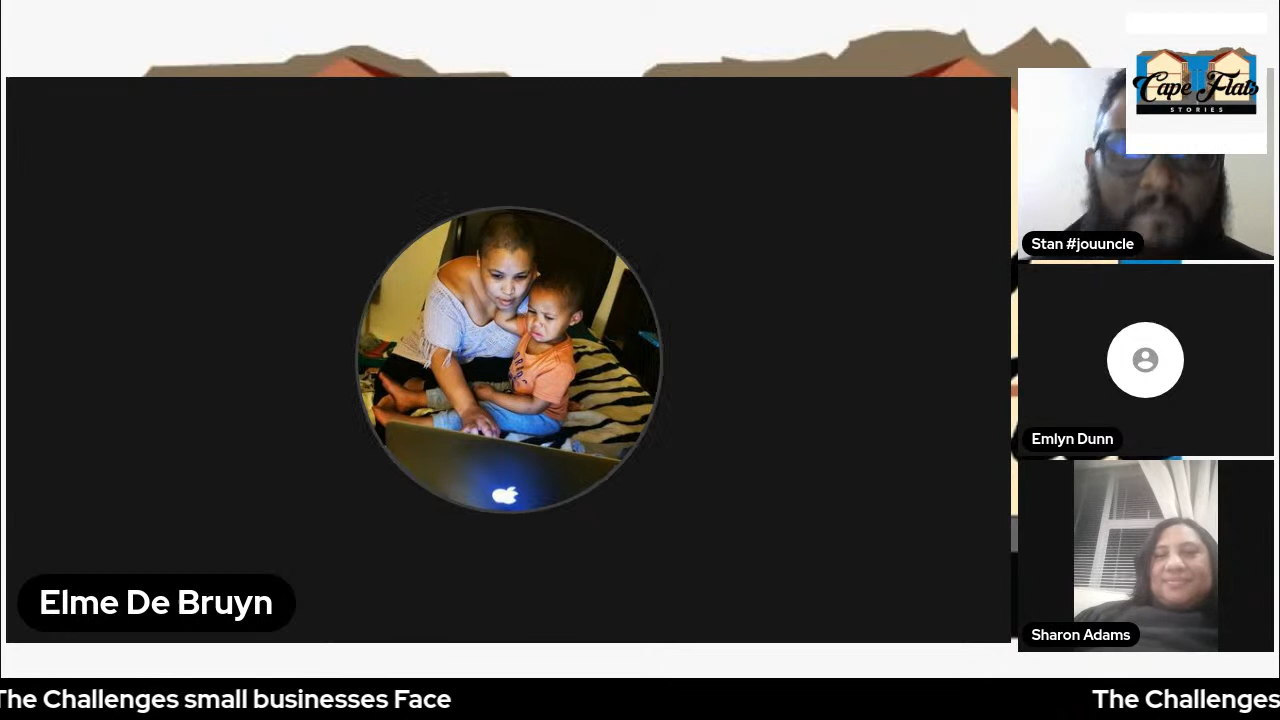 Cape Flats
STORIES
Stan #jouuncle
Emlyn Dunn
Elme De Bruyn
Sharon Adams
The Challenges small businesses Face
The Challenges